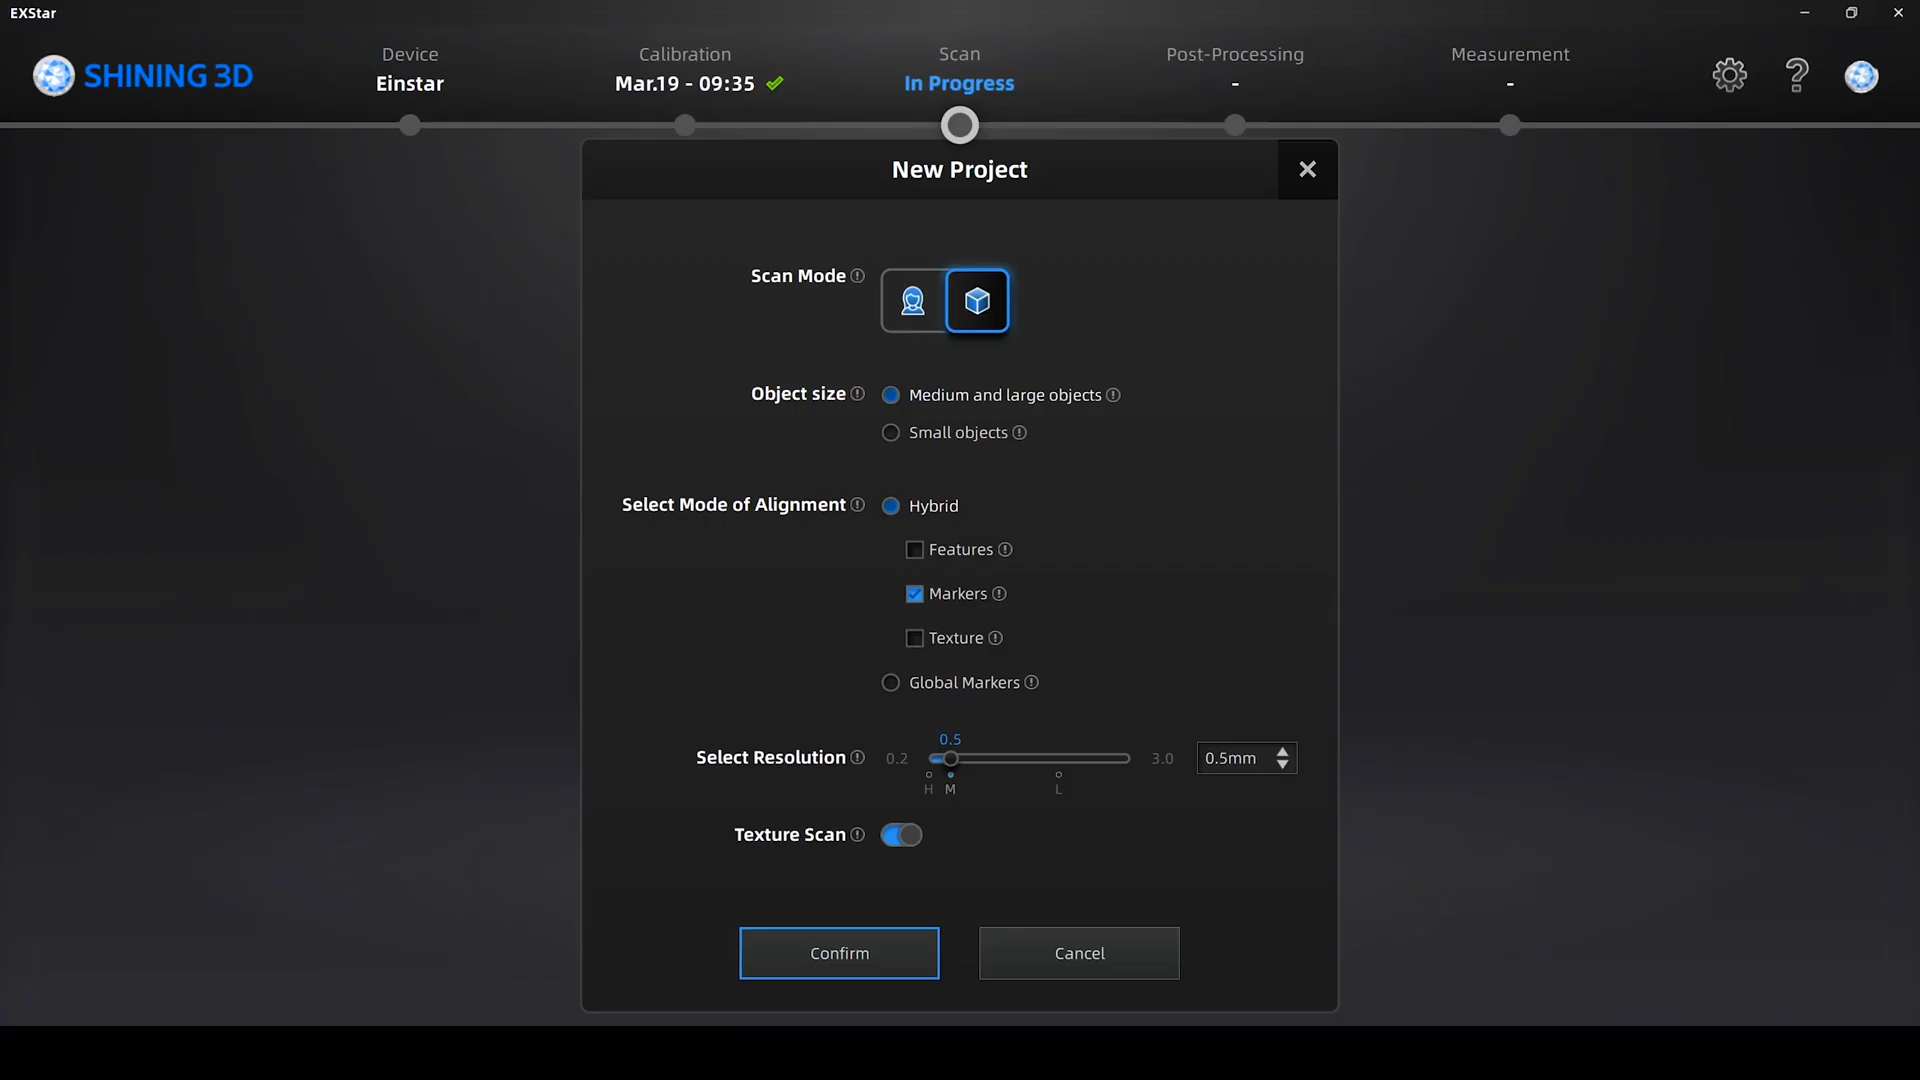 EXStar
SHINING 3D
Device
Einstar
Calibration
Mar.19 - 09:35
Scan
In Progress
Post-Processing
-
Measurement
-
New Project
Scan Mode
Object size
Medium and large objects
Small objects
Select Mode of Alignment
Hybrid
Features
Markers
Texture
Global Markers
0.5
Select Resolution 0.2 3.0 0.5mm
H M L
Texture Scan
Confirm Cancel